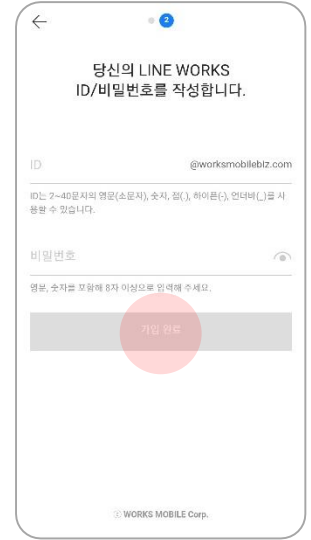 2
당신의 LINE WORKS
ID/비밀번호를 작성합니다.
ID @worksmobilebiz.com
ID는 2~40문자의 영문(소문자), 숫자, 점(.), 하이픈(-), 언더바(_)를 사
용할 수 있습니다.
비밀번호
영문, 숫자를 포함해 8자 이상으로 입력해 주세요.
가입 완료
ⓒ WORKS MOBILE Corp.